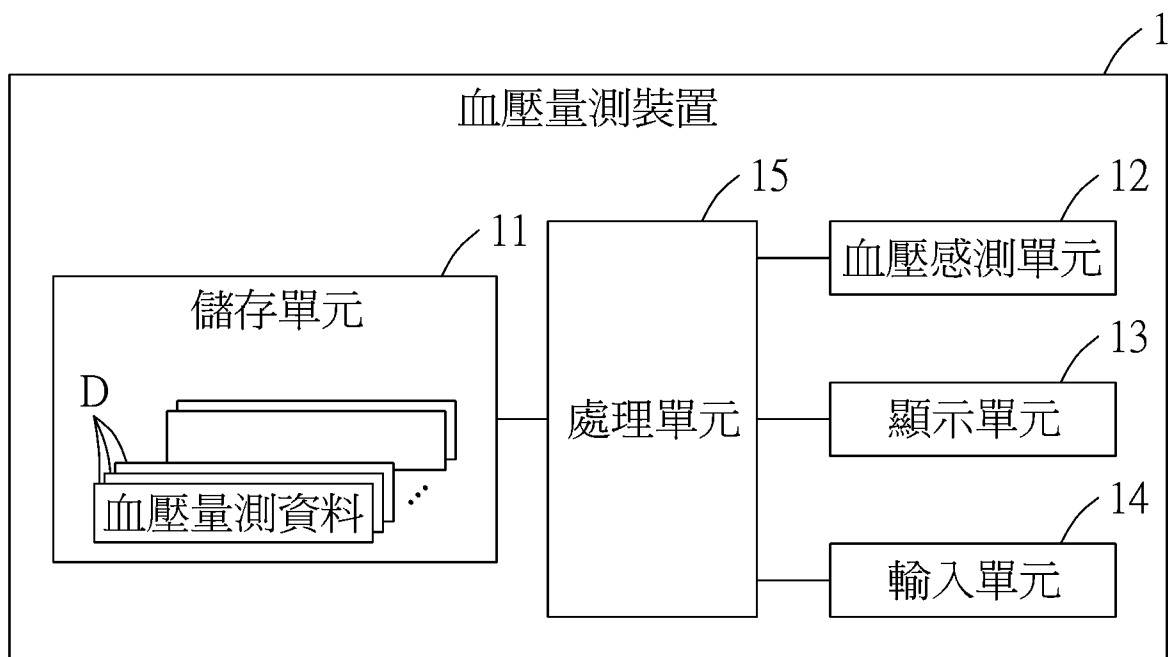 1
血壓量測裝置
15
12
11
血壓感測單元
儲存單元
13
D
處理單元
顯示單元
血壓量測資料
⋯
14
輸入單元